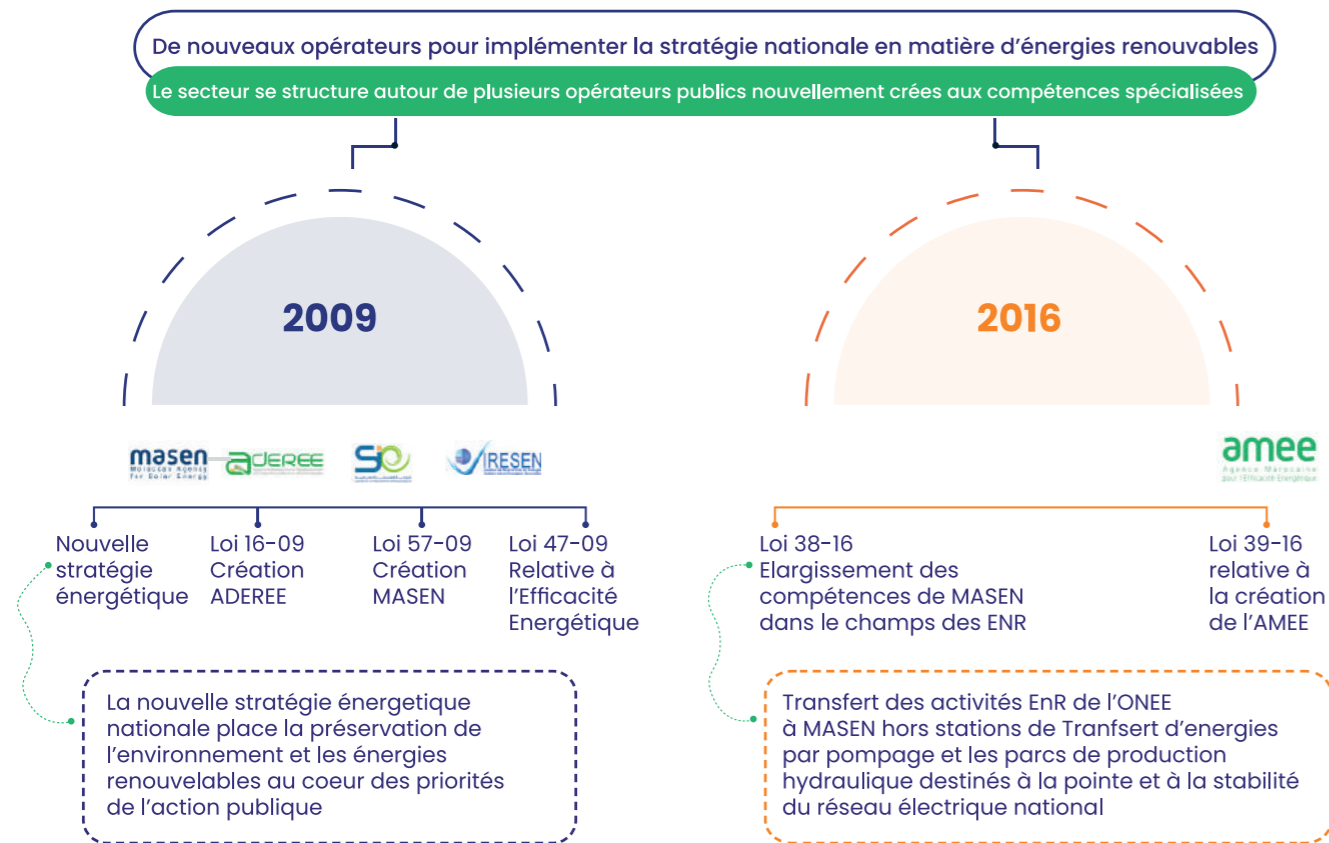 De nouveaux opérateurs pour implémenter la stratégie nationale en matière d'énergies renouvables
Le secteur se structure autour de plusieurs opérateurs publics nouvellement crées aux compétences spécialisées
2009
masen
Moroccan Agency
For Solar Energy
aDEREE
SIE
IRESEN
Nouvelle
stratégie
énergétique
Loi 16-09
Création
ADEREE
Loi 57-09
Création
MASEN
Loi 47-09
Relative à
l'Efficacité
Energétique
La nouvelle stratégie énergetique
nationale place la préservation de
l'environnement et les énergies
renouvelables au coeur des priorités
de l'action publique
2016
amee
Agence Marocaine
pour l'Efficacité Energétique
Loi 38-16
Elargissement des
compétences de MASEN
dans le champs des ENR
Loi 39-16
relative à
la création
de l'AMEE
Transfert des activités EnR de l'ONEE
à MASEN hors stations de Tranfsert d'energies
par pompage et les parcs de production
hydraulique destinés à la pointe et à la stabilité
du réseau électrique national